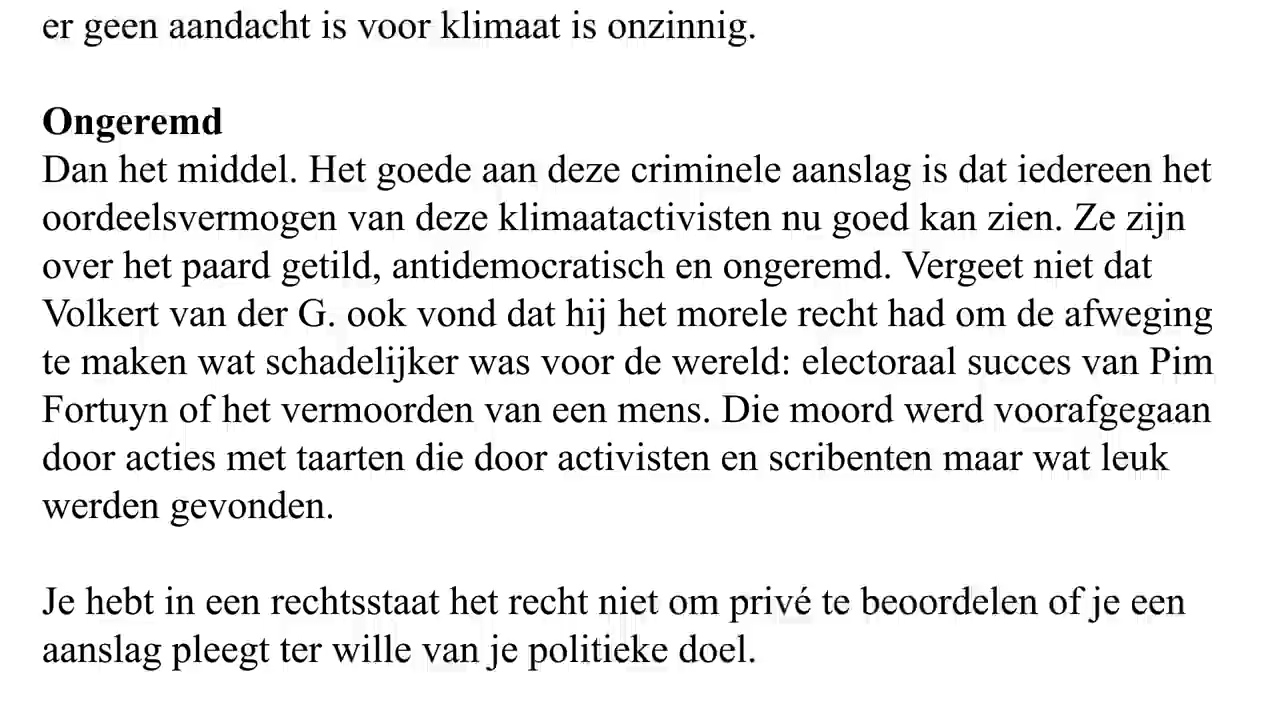 er geen aandacht is voor klimaat is onzinnig.
Ongeremd
Dan het middel. Het goede aan deze criminele aanslag is dat iedereen het
oordeelsvermogen van deze klimaatactivisten nu goed kan zien. Ze zijn
over het paard getild, antidemocratisch en ongeremd. Vergeet niet dat
Volkert van der G. ook vond dat hij het morele recht had om de afweging
te maken wat schadelijker was voor de wereld: electoraal succes van Pim
Fortuyn of het vermoorden van een mens. Die moord werd voorafgegaan
door acties met taarten die door activisten en scribenten maar wat leuk
werden gevonden.
Je hebt in een rechtsstaat het recht niet om privé te beoordelen of je een
aanslag pleegt ter wille van je politieke doel.